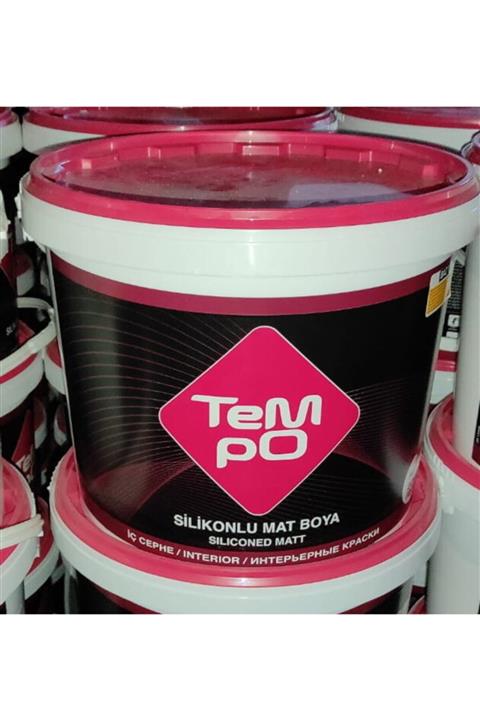 TeM
pO
SİLİKONLU MAT BOYA
SILICONED MATT
İÇ CEPHE / INTERIOR / ИНТЕРЬЕРНЫЕ КРАСКИ